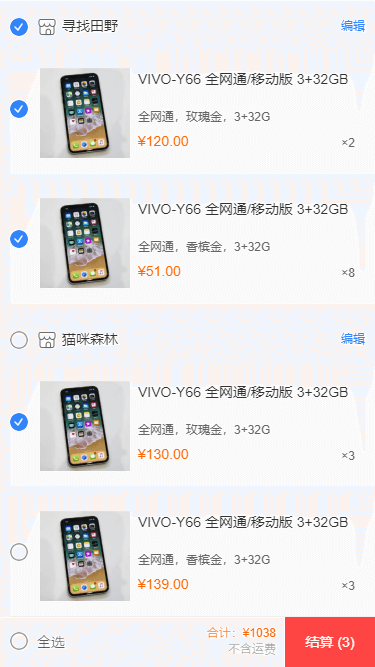 寻找田野 编辑
VIVO-Y66 全网通/移动版 3+32GB
全网通，玫瑰金，3+32G
¥120.00 ×2
VIVO-Y66 全网通/移动版 3+32GB
全网通，香槟金，3+32G
¥51.00 ×8
猫咪森林 编辑
VIVO-Y66 全网通/移动版 3+32GB
全网通，玫瑰金，3+32G
¥130.00 ×3
VIVO-Y66 全网通/移动版 3+32GB
全网通，香槟金，3+32G
¥139.00 ×3
全选 合计：¥1038 结算 (3)
不含运费